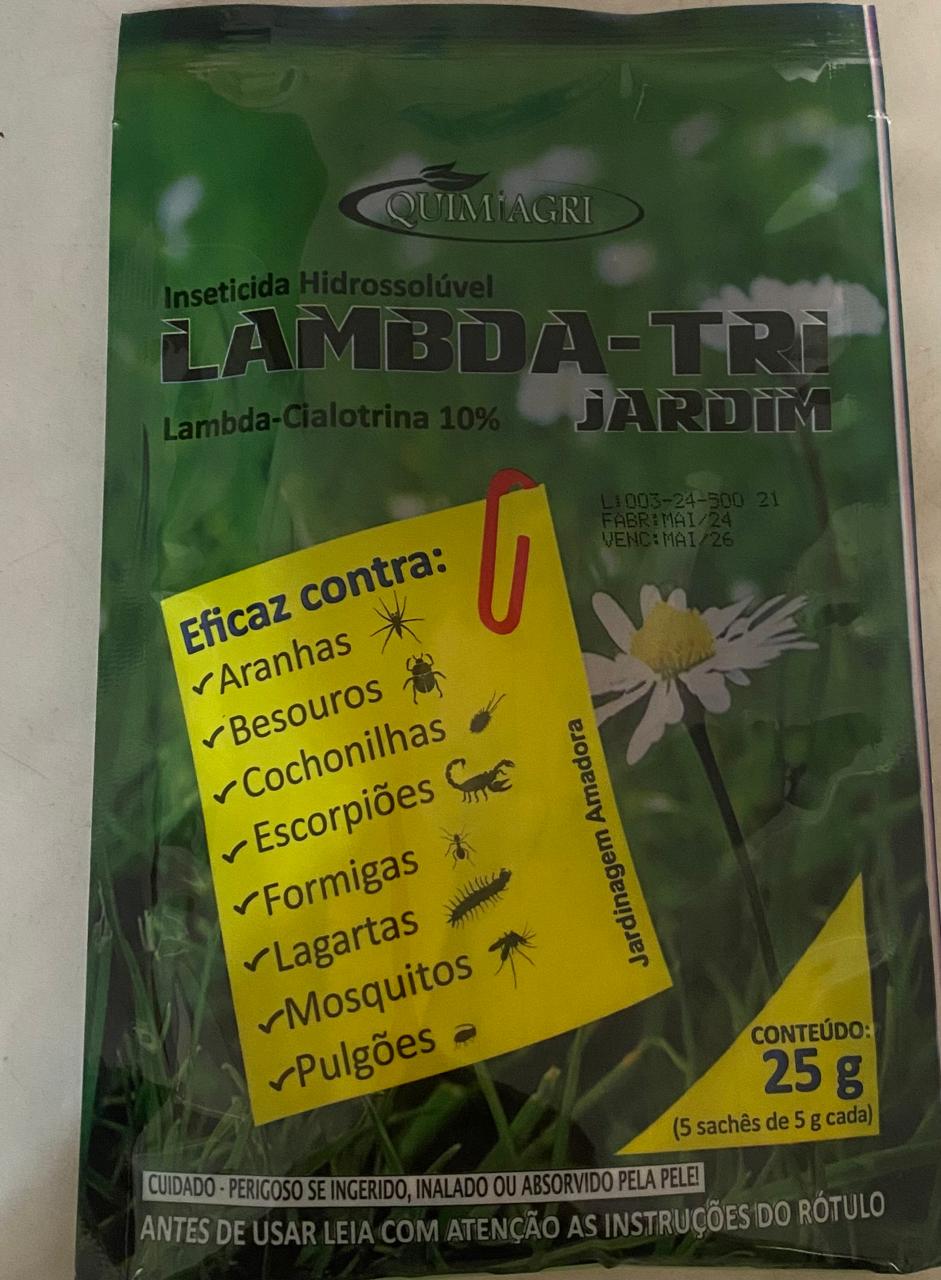 QUIMiAGRI
Inseticida Hidrossolúvel
LAMBDA-TRI
JARDIM
Lambda-Cialotrina 10%
L:003-24-500 21
FABR:MAI/24
VENC:MAI/26
Eficaz contra:
Aranhas
Besouros
Cochonilhas
Escorpiões
Formigas
Lagartas
Mosquitos
Pulgões
Jardinagem Amadora
CONTEÚDO:
25 g
(5 sachês de 5 g cada)
CUIDADO - PERIGOSO SE INGERIDO, INALADO OU ABSORVIDO PELA PELE!
ANTES DE USAR LEIA COM ATENÇÃO AS INSTRUÇÕES DO RÓTULO